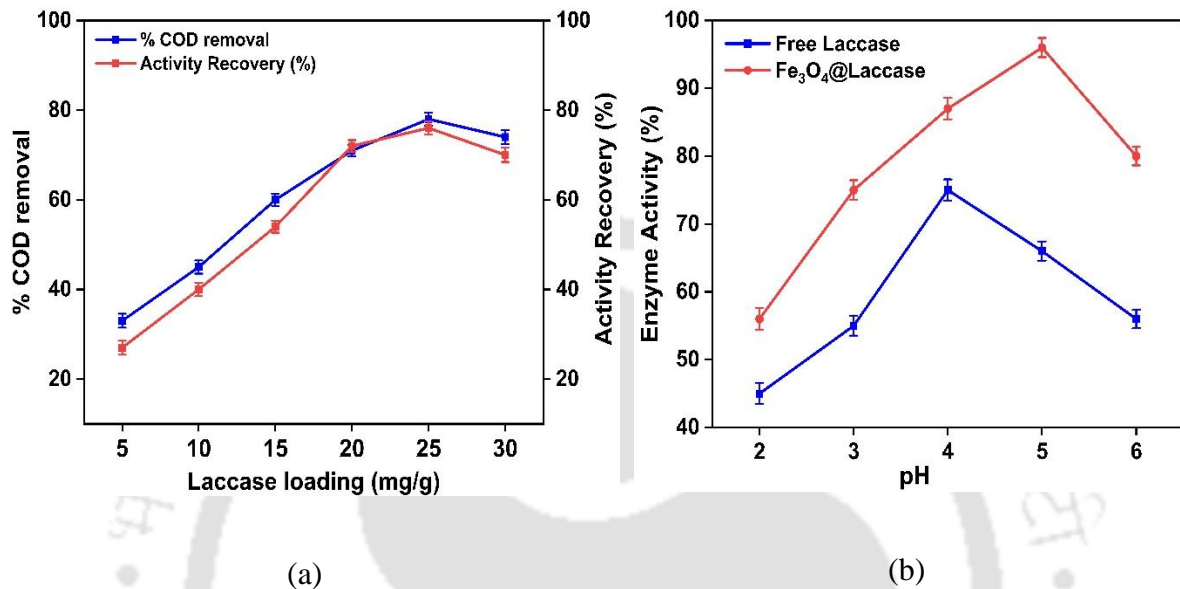 100
80
60
40
20
% COD removal
% COD removal
Activity Recovery (%)
100
80
60
40
20
Activity Recovery (%)
5 10 15 20 25 30
Laccase loading (mg/g)
(a)
100
90
80
70
60
50
40
Enzyme Activity (%)
Free Laccase
Fe₃O₄@Laccase
2 3 4 5 6
pH
(b)